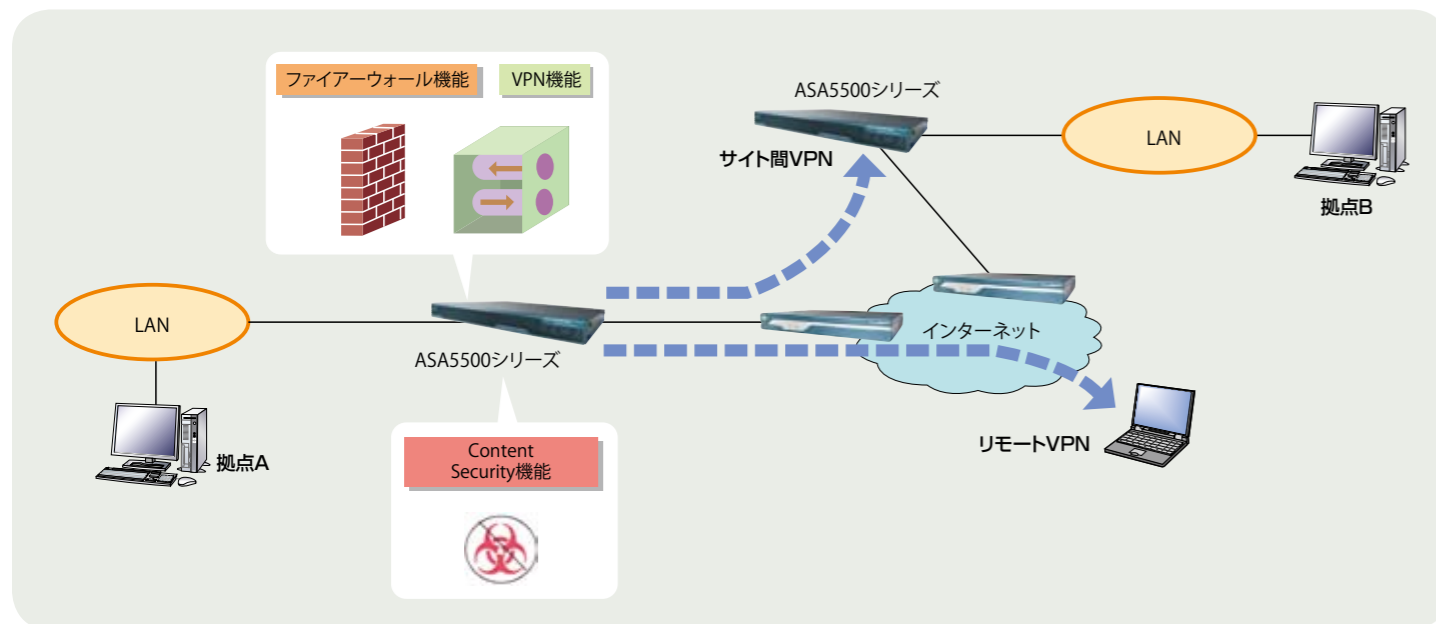 ファイアーウォール機能
VPN機能
ASA5500シリーズ
サイト間VPN
LAN
拠点B
LAN
ASA5500シリーズ
インターネット
拠点A
リモートVPN
Content
Security機能